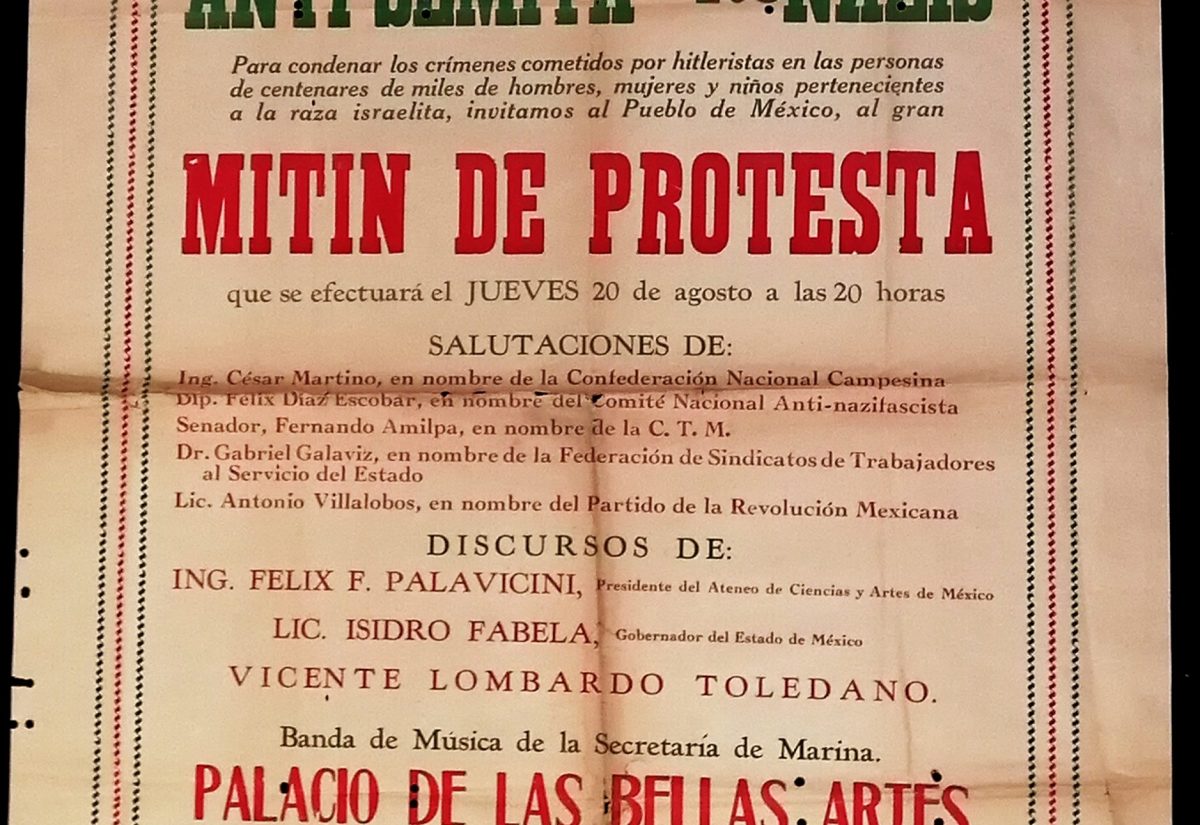 ANTI-SEMITA NAZIS
Para condenar los crímenes cometidos por hitleristas en las personas
de centenares de miles de hombres, mujeres y niños pertenecientes
a la raza israelita, invitamos al Pueblo de México, al gran
MITIN DE PROTESTA
que se efectuará el JUEVES 20 de agosto a las 20 horas
SALUTACIONES DE:
Ing. César Martino, en nombre de la Confederación Nacional Campesina
Dip. Félix Díaz Escobar, en nombre del Comité Nacional Anti-nazifascista
Senador, Fernando Amilpa, en nombre de la C. T. M.
Dr. Gabriel Galaviz, en nombre de la Federación de Sindicatos de Trabajadores
al Servicio del Estado
Lic. Antonio Villalobos, en nombre del Partido de la Revolución Mexicana
DISCURSOS DE:
ING. FELIX F. PALAVICINI, Presidente del Ateneo de Ciencias y Artes de México
LIC. ISIDRO FABELA, Gobernador del Estado de México
VICENTE LOMBARDO TOLEDANO.
Banda de Música de la Secretaría de Marina.
PALACIO DE LAS BELLAS ARTES